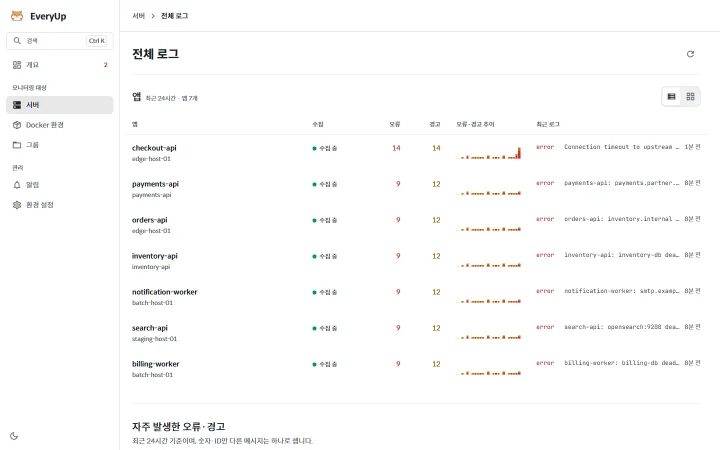 EveryUp
검색 Ctrl K
개요 2
모니터링 대상
서버
Docker 환경
그룹
관리
알림
환경 설정
서버 > 전체 로그
전체 로그
앱 최근 24시간 · 앱 7개
앱 수집 오류 경고 오류·경고 추이 최근 로그
checkout-api 수집 중 14 14 error Connection timeout to upstream … 1분 전
edge-host-01
payments-api 수집 중 9 12 error payments-api: payments.partner.… 8분 전
payments-api
orders-api 수집 중 9 12 error orders-api: inventory.internal … 8분 전
edge-host-01
inventory-api 수집 중 9 12 error inventory-api: inventory-db dea… 8분 전
inventory-api
notification-worker 수집 중 9 12 error notification-worker: smtp.examp… 8분 전
batch-host-01
search-api 수집 중 9 12 error search-api: opensearch:9200 dea… 8분 전
staging-host-01
billing-worker 수집 중 9 12 error billing-worker: billing-db dead… 8분 전
batch-host-01
자주 발생한 오류·경고
최근 24시간 기준이며, 숫자·ID만 다른 메시지는 하나로 셉니다.